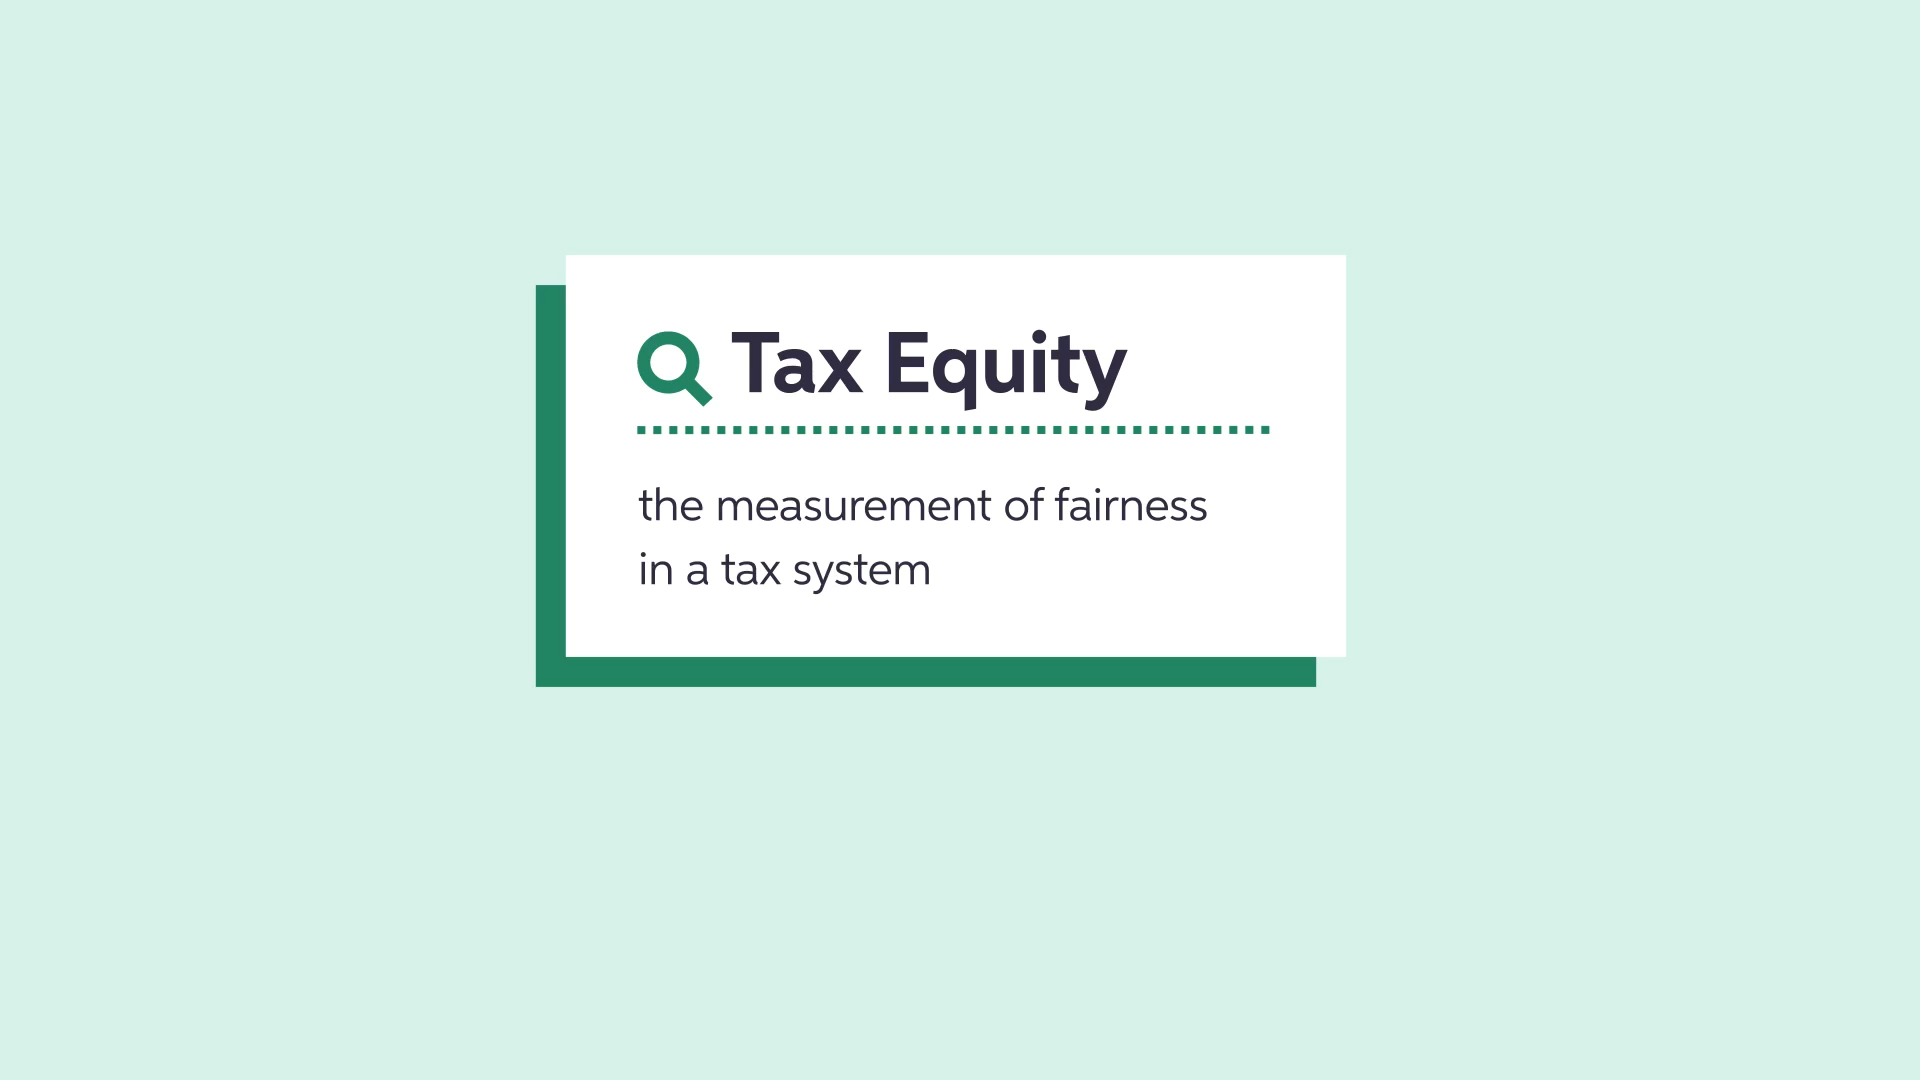 Tax Equity
the measurement of fairness
in a tax system